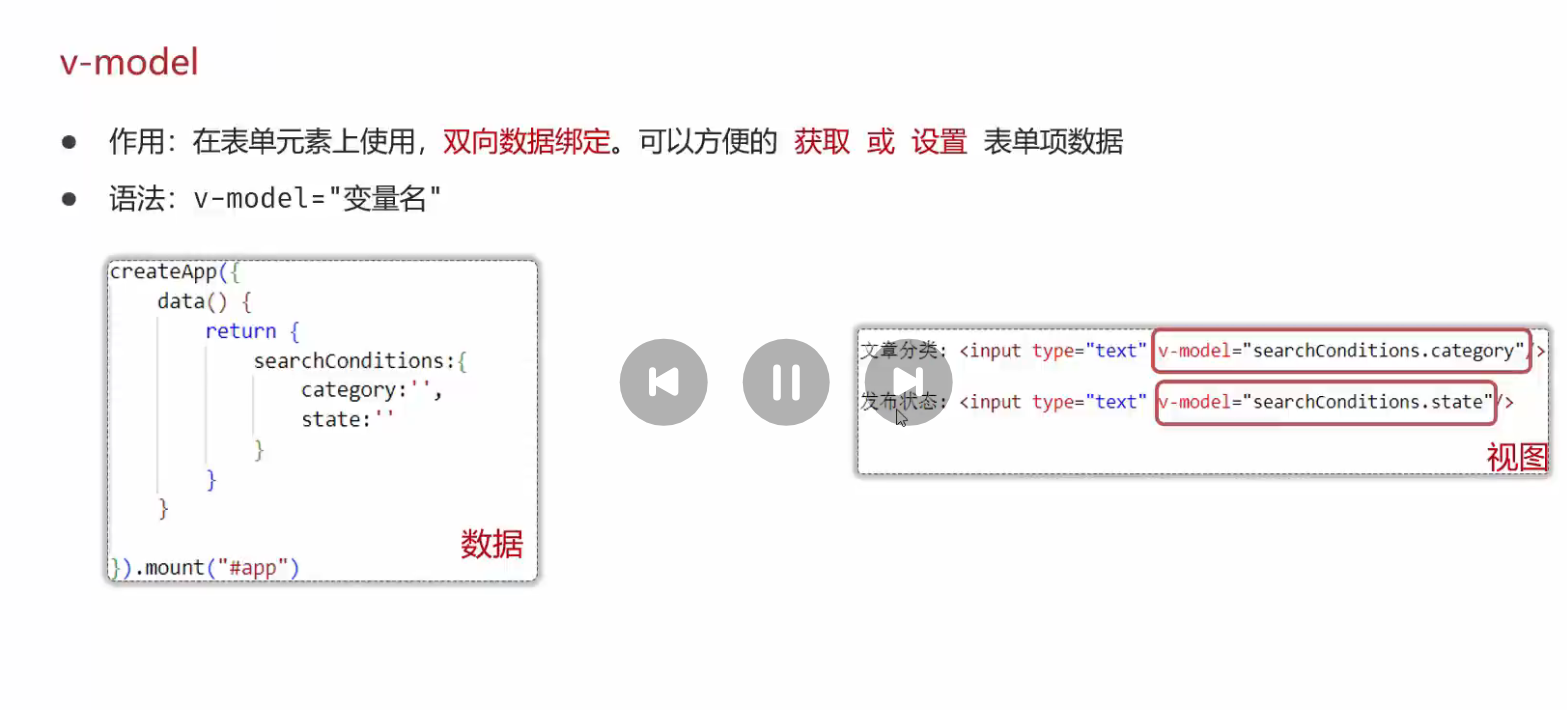 v-model
● 作用：在表单元素上使用，双向数据绑定。可以方便的 获取 或 设置 表单项数据
● 语法：v-model="变量名"
createApp({
data() {
return {
searchConditions:{
category:'',
state:''
}
}
}
}).mount("#app")
数据
文章分类: <input type="text" v-model="searchConditions.category"/>
发布状态: <input type="text" v-model="searchConditions.state"/>
视图